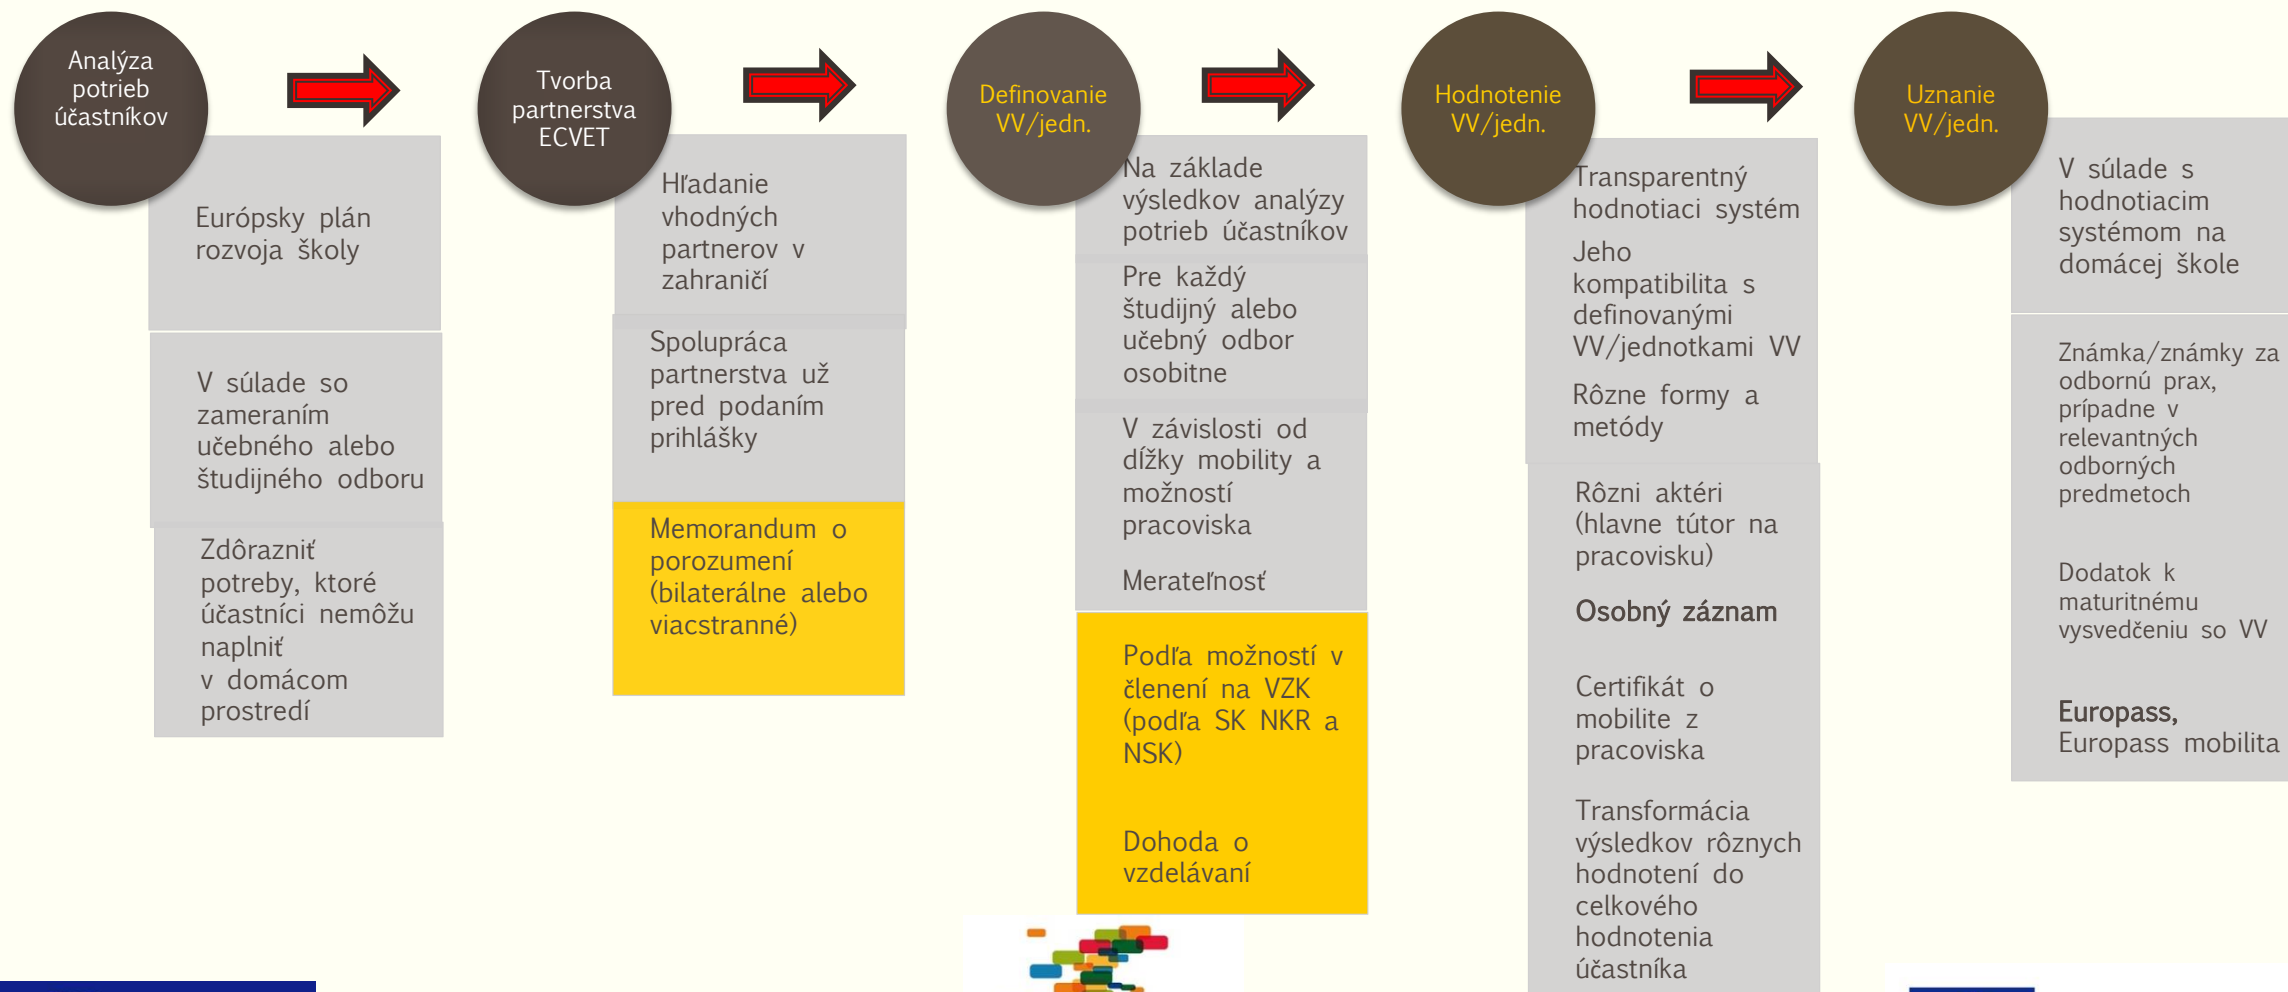 Analýza
potrieb
účastníkov
Európsky plán
rozvoja školy
V súlade so
zameraním
učebného alebo
študijného odboru
Zdôrazniť
potreby, ktoré
účastníci nemôžu
naplniť
v domácom
prostredí
Tvorba
partnerstva
ECVET
Hľadanie
vhodných
partnerov v
zahraničí
Spolupráca
partnerstva už
pred podaním
prihlášky
Memorandum o
porozumení
(bilaterálne alebo
viacstranné)
Definovanie
VV/jedn.
Na základe
výsledkov analýzy
potrieb účastníkov
Pre každý
študijný alebo
učebný odbor
osobitne
V závislosti od
dĺžky mobility a
možností
pracoviska
Merateľnosť
Podľa možností v
členení na VZK
(podľa SK NKR a
NSK)
Dohoda o
vzdelávaní
Hodnotenie
VV/jedn.
Transparentný
hodnotiaci systém
Jeho
kompatibilita s
definovanými
VV/jednotkami VV
Rôzne formy a
metódy
Rôzni aktéri
(hlavne tútor na
pracovisku)
Osobný záznam
Certifikát o
mobilite z
pracoviska
Transformácia
výsledkov rôznych
hodnotení do
celkového
hodnotenia
účastníka
Uznanie
VV/jedn.
V súlade s
hodnotiacim
systémom na
domácej škole
Známka/známky za
odbornú prax,
prípadne v
relevantných
odborných
predmetoch
Dodatok k
maturitnému
vysvedčeniu so VV
Europass,
Europass mobilita